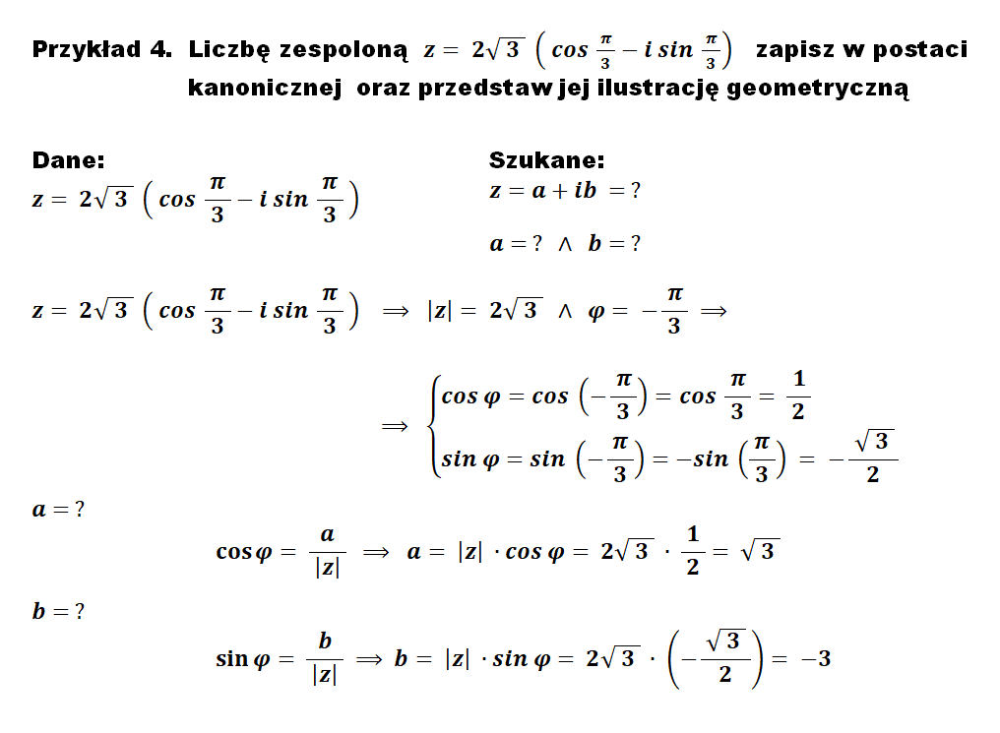 Przykład 4. Liczbę zespoloną z = 2√3 (cos π/3 − i sin π/3) zapisz w postaci
kanonicznej oraz przedstaw jej ilustrację geometryczną
Dane:
z = 2√3 (cos π/3 − i sin π/3)
Szukane:
z = a + ib = ?
a = ? ∧ b = ?
z = 2√3 (cos π/3 − i sin π/3) ⟹ |z| = 2√3 ∧ φ = −π/3 ⟹
⟹ { cos φ = cos (−π/3) = cos π/3 = 1/2
sin φ = sin (−π/3) = −sin (π/3) = −√3/2
a = ?
cos φ = a/|z| ⟹ a = |z| · cos φ = 2√3 · 1/2 = √3
b = ?
sin φ = b/|z| ⟹ b = |z| · sin φ = 2√3 · (−√3/2) = −3